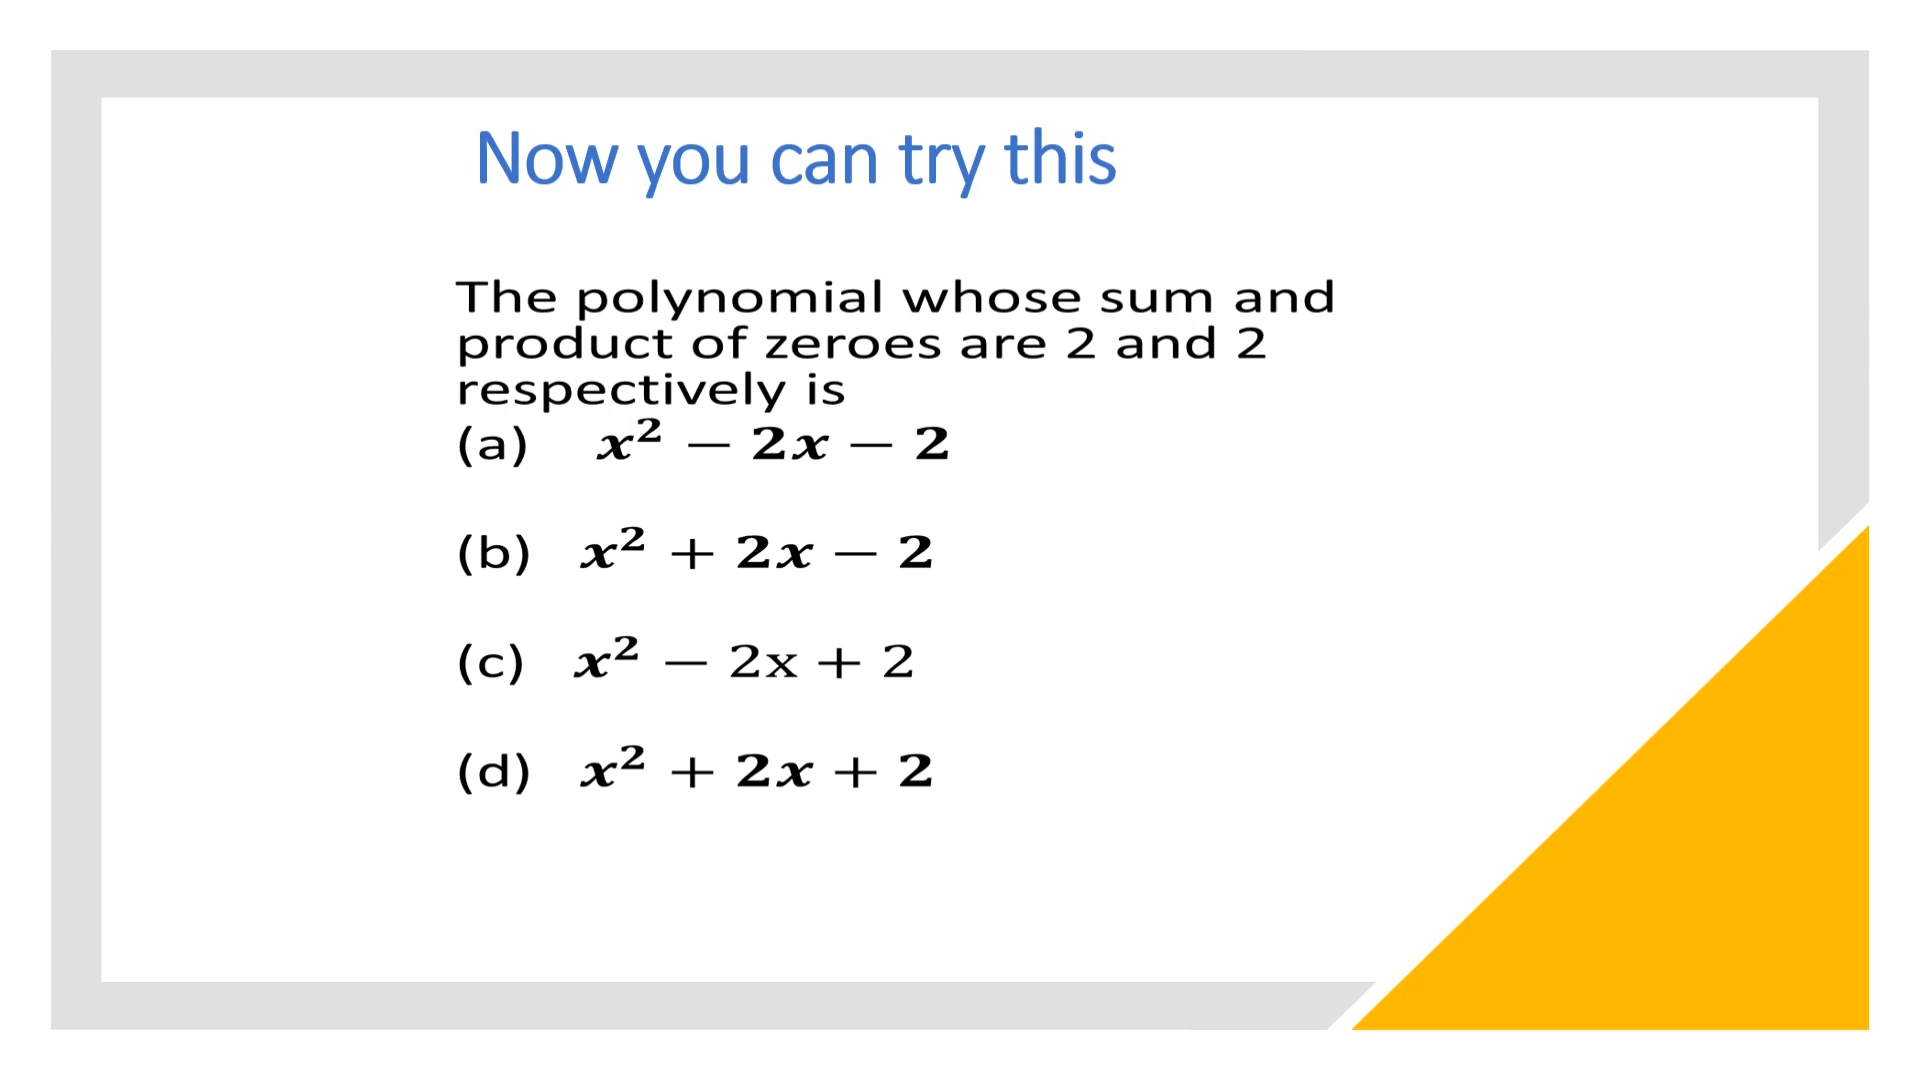 Now you can try this
The polynomial whose sum and
product of zeroes are 2 and 2
respectively is
(a) x² − 2x − 2
(b) x² + 2x − 2
(c) x² − 2x + 2
(d) x² + 2x + 2